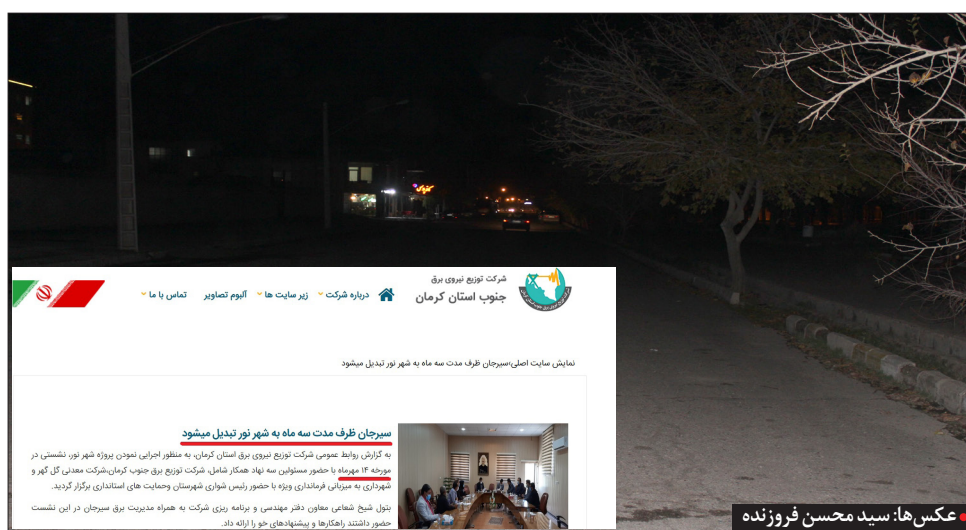 شرکت توزیع نیروی برق
جنوب استان کرمان
درباره شرکت
زیر سایت ها
آلبوم تصاویر
تماس با ما
نمایش سایت اصلی؛سیرجان ظرف مدت سه ماه به شهر نور تبدیل میشود
سیرجان ظرف مدت سه ماه به شهر نور تبدیل میشود
به گزارش روابط عمومی شرکت توزیع نیروی برق استان کرمان، به منظور اجرایی نمودن پروژه شهر نور، نشستی در
مورخه ۱۴ مهرماه با حضور مسئولین سه نهاد همکار شامل، شرکت توزیع برق جنوب کرمان،شرکت معدنی گل گهر و
شهرداری به میزبانی فرمانداری ویژه با حضور رئیس شواری شهرستان وحمایت های استانداری برگزار گردید.
بتول شیخ شعاعی معاون دفتر مهندسی و برنامه ریزی شرکت به همراه مدیریت برق سیرجان در این نشست
حضور داشتند راهکارها و پیشنهادهای خو را ارائه داد.
عکس‌ها: سید محسن فروزنده